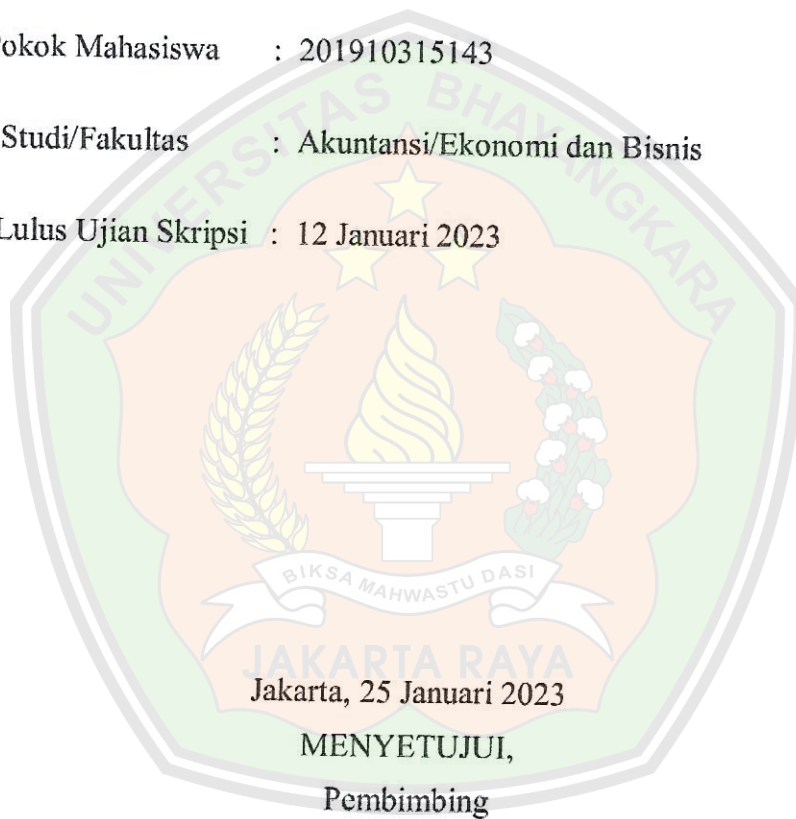 okok Mahasiswa : 201910315143
Studi/Fakultas : Akuntansi/Ekonomi dan Bisnis
Lulus Ujian Skripsi : 12 Januari 2023
UNIVERSITAS BHAYANGKARA
BIKSA MAHWASTU DASI
JAKARTA RAYA
Jakarta, 25 Januari 2023
MENYETUJUI,
Pembimbing